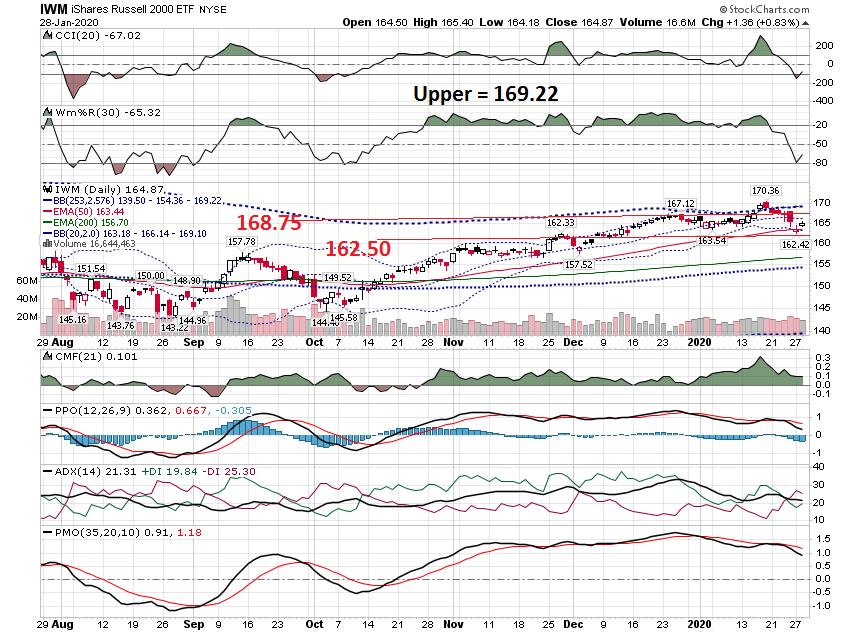 IWM iShares Russell 2000 ETF NYSE © StockCharts.com
28-Jan-2020 Open 164.50 High 165.40 Low 164.18 Close 164.87 Volume 16.6M Chg +1.36 (+0.83%)
CCI(20) -67.02
200
0
-200
-400
Upper = 169.22
Wm%R(30) -65.32
-20
-50
-80
IWM (Daily) 164.87
BB(253,2.576) 139.50 - 154.36 - 169.22
EMA(50) 163.44
EMA(200) 156.70
BB(20,2.0) 163.18 - 166.14 - 169.10
Volume 16,644,463
168.75
162.50
170.36
167.12
162.33
163.54
162.42
157.78
157.52
151.54
150.00
148.90
149.52
145.16
143.76
143.22
144.96
144.46
145.58
170
165
160
155
150
145
140
60M
40M
20M
29 Aug 12 19 26 Sep 9 16 23 Oct 7 14 21 28 Nov 11 18 25 Dec 9 16 23 2020 13 21 27
CMF(21) 0.101
0.3
0.2
0.1
0.0
-0.1
PPO(12,26,9) 0.362, 0.667, -0.305
1
0
-1
ADX(14) 21.31 +DI 19.84 -DI 25.30
40
30
20
10
PMO(35,20,10) 0.91, 1.18
1.5
1.0
0.5
0.0
-0.5
-1.0
29 Aug 12 19 26 Sep 9 16 23 Oct 7 14 21 28 Nov 11 18 25 Dec 9 16 23 2020 13 21 27